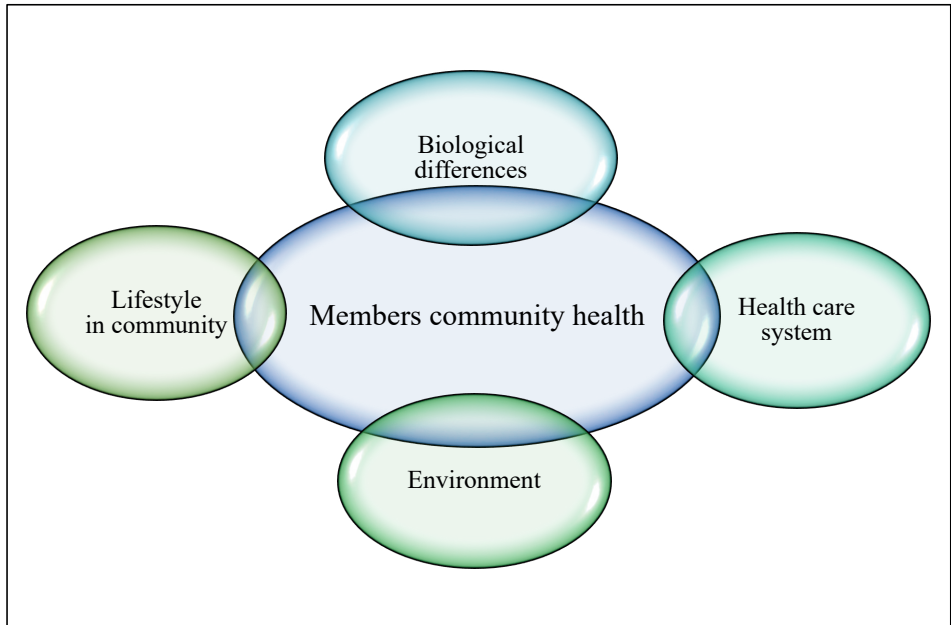 Biological
differences
Lifestyle
in community
Members community health
Health care
system
Environment